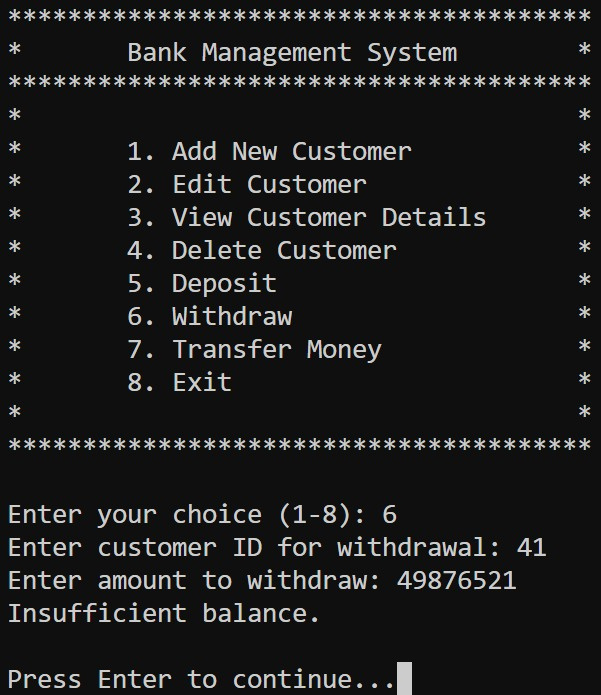 ***************************************
*       Bank Management System        *
***************************************
*                                     *
*       1. Add New Customer           *
*       2. Edit Customer              *
*       3. View Customer Details      *
*       4. Delete Customer            *
*       5. Deposit                    *
*       6. Withdraw                   *
*       7. Transfer Money             *
*       8. Exit                       *
*                                     *
***************************************
Enter your choice (1-8): 6
Enter customer ID for withdrawal: 41
Enter amount to withdraw: 49876521
Insufficient balance.
Press Enter to continue...